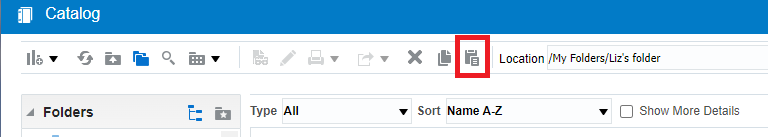 Catalog
Location /My Folders/Liz's folder
Folders
Type All Sort Name A-Z Show More Details